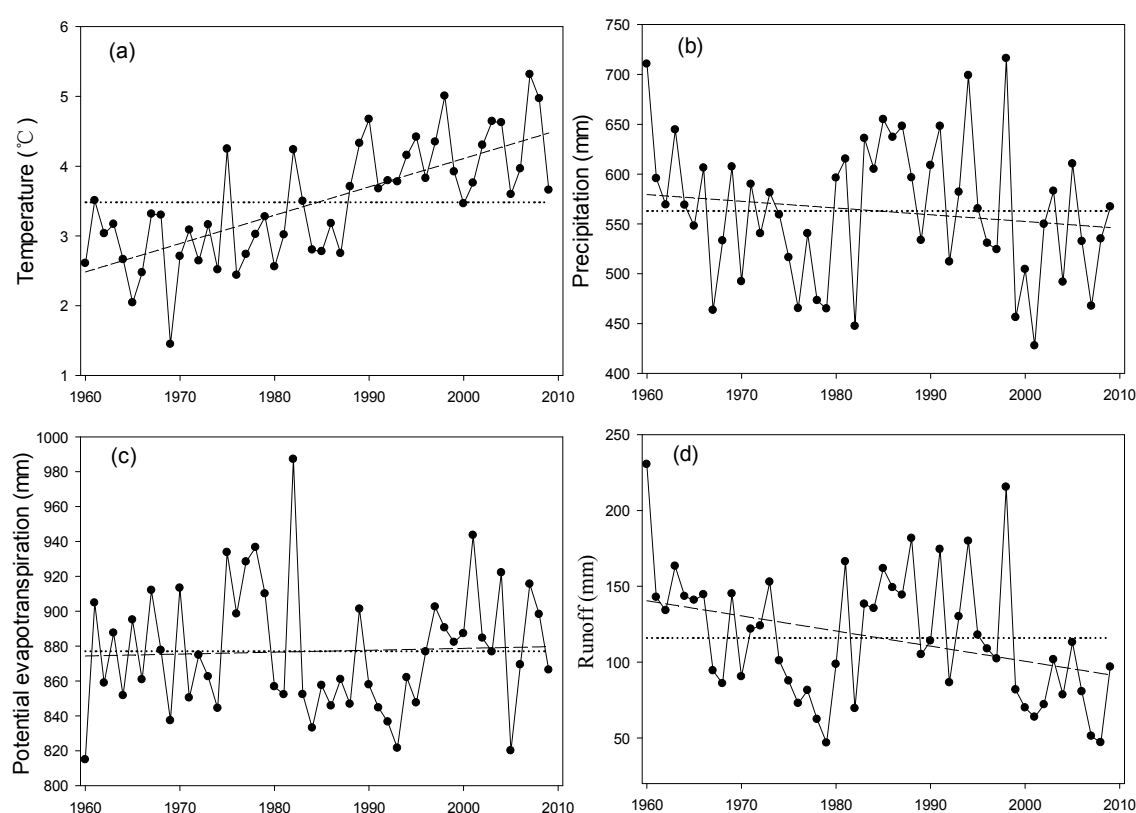 (a)
Temperature (℃)
6
5
4
3
2
1
1960 1970 1980 1990 2000 2010
(b)
Precipitation (mm)
750
700
650
600
550
500
450
400
1960 1970 1980 1990 2000 2010
(c)
Potential evapotranspiration (mm)
1000
980
960
940
920
900
880
860
840
820
800
1960 1970 1980 1990 2000 2010
(d)
Runoff (mm)
250
200
150
100
50
1960 1970 1980 1990 2000 2010